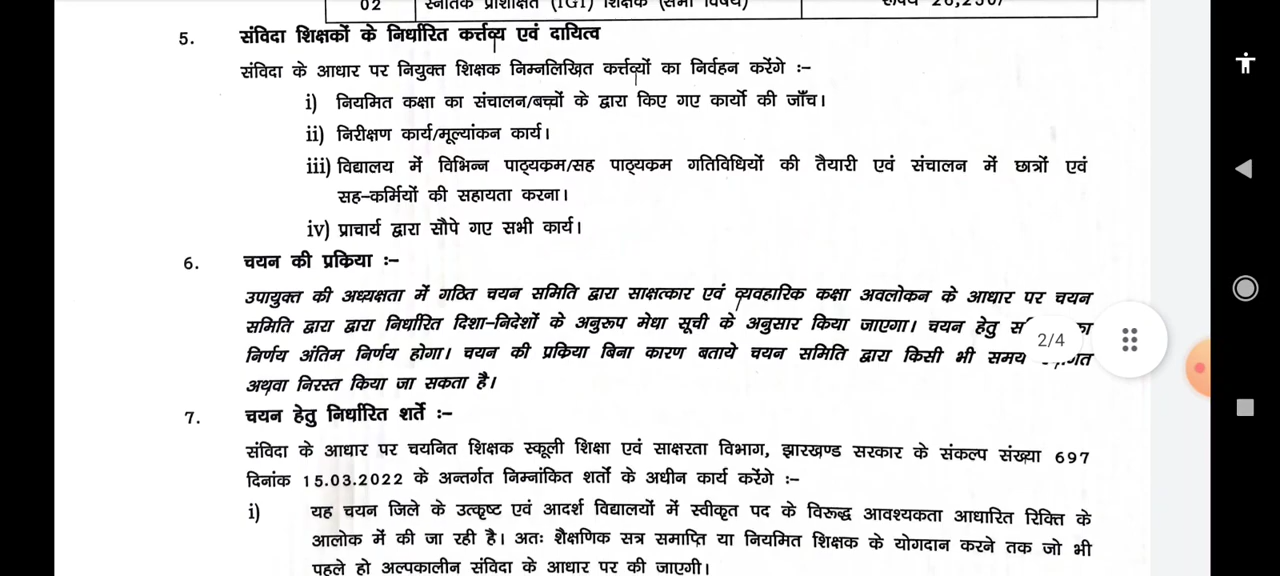 02 स्नातक प्रशिक्षित (TGT) शिक्षक (सभी विषय) रूपये 26,250/
5. संविदा शिक्षकों के निर्धारित कर्त्तव्य एवं दायित्व
संविदा के आधार पर नियुक्त शिक्षक निम्नलिखित कर्त्तव्यों का निर्वहन करेंगे :–
i) नियमित कक्षा का संचालन/बच्चों के द्वारा किए गए कार्यो की जाँच।
ii) निरीक्षण कार्य/मूल्यांकन कार्य।
iii) विद्यालय में विभिन्न पाठ्यक्रम/सह पाठ्यक्रम गतिविधियों की तैयारी एवं संचालन में छात्रों एवं
सह–कर्मियों की सहायता करना।
iv) प्राचार्य द्वारा सौपे गए सभी कार्य।
6. चयन की प्रक्रिया :–
उपायुक्त की अध्यक्षता में गठित चयन समिति द्वारा साक्षत्कार एवं व्यवहारिक कक्षा अवलोकन के आधार पर चयन
समिति द्वारा द्वारा निर्धारित दिशा–निदेशों के अनुरूप मेधा सूची के अनुसार किया जाएगा। चयन हेतु
2/4
निर्णय अंतिम निर्णय होगा। चयन की प्रक्रिया बिना कारण बताये चयन समिति द्वारा किसी भी समय
अथवा निरस्त किया जा सकता है।
7. चयन हेतु निर्धारित शर्ते :–
संविदा के आधार पर चयनित शिक्षक स्कूली शिक्षा एवं साक्षरता विभाग, झारखण्ड सरकार के संकल्प संख्या 697
दिनांक 15.03.2022 के अन्तर्गत निम्नांकित शर्तों के अधीन कार्य करेंगे :–
i) यह चयन जिले के उत्कृष्ट एवं आदर्श विद्यालयों में स्वीकृत पद के विरूद्ध आवश्यकता आधारित रिक्ति के
आलोक में की जा रही है। अतः शैक्षणिक सत्र समाप्ति या नियमित शिक्षक के योगदान करने तक जो भी
पहले हो अल्पकालीन संविदा के आधार पर की जाएगी।